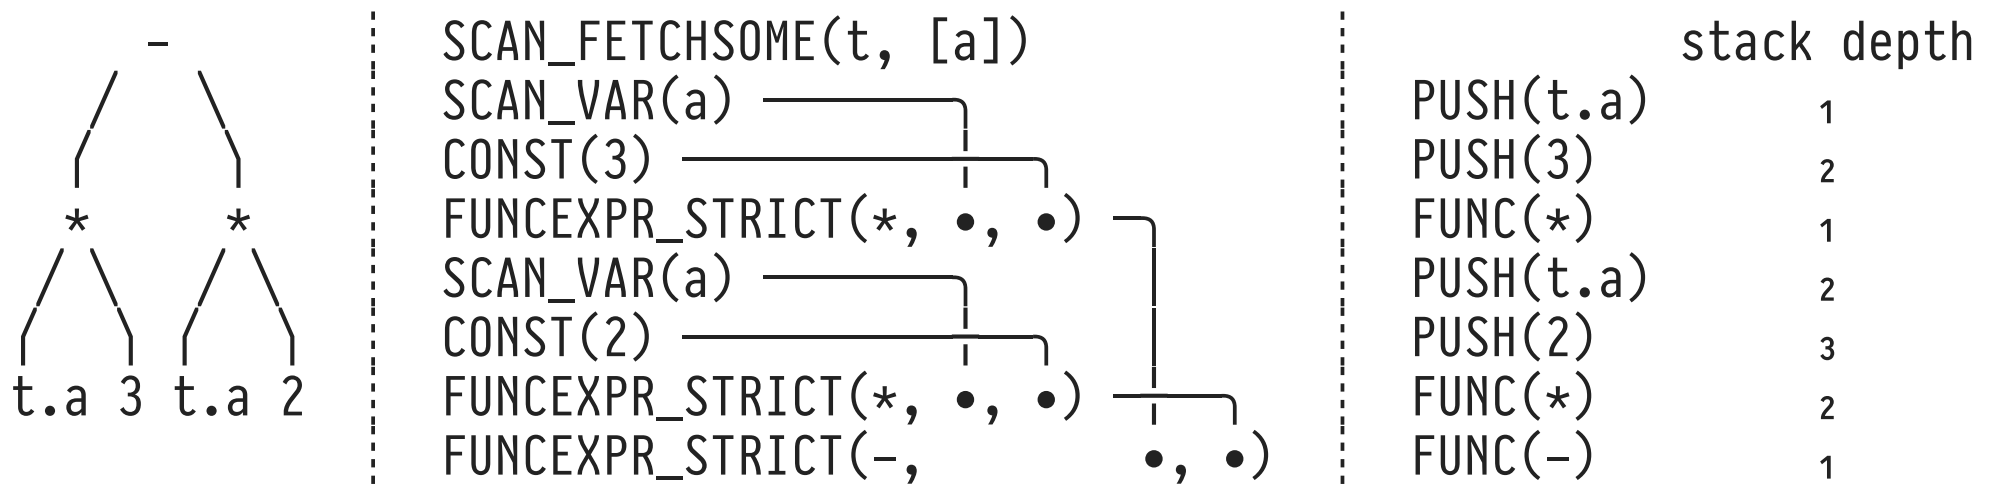 -
* *
t.a 3 t.a 2
SCAN_FETCHSOME(t, [a])
SCAN_VAR(a)
CONST(3)
FUNCEXPR_STRICT(*, •, •)
SCAN_VAR(a)
CONST(2)
FUNCEXPR_STRICT(*, •, •)
FUNCEXPR_STRICT(-, •, •)
stack depth
PUSH(t.a) 1
PUSH(3) 2
FUNC(*) 1
PUSH(t.a) 2
PUSH(2) 3
FUNC(*) 2
FUNC(-) 1